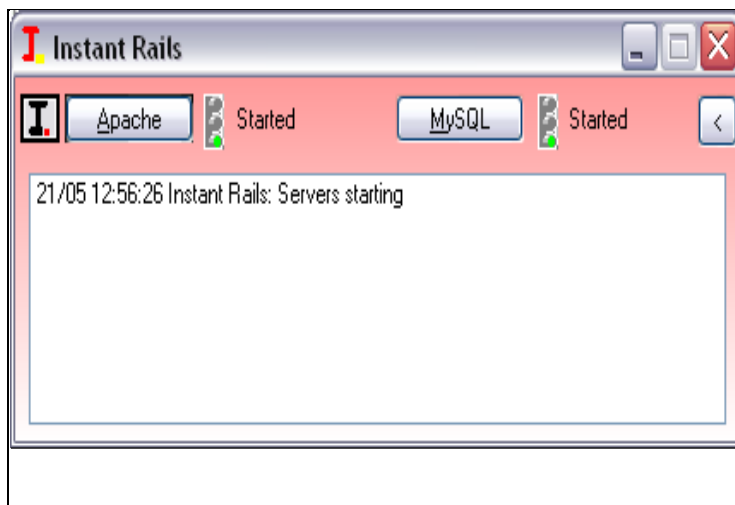 Instant Rails
I. Apache Started MySQL Started <
21/05 12:56:26 Instant Rails: Servers starting